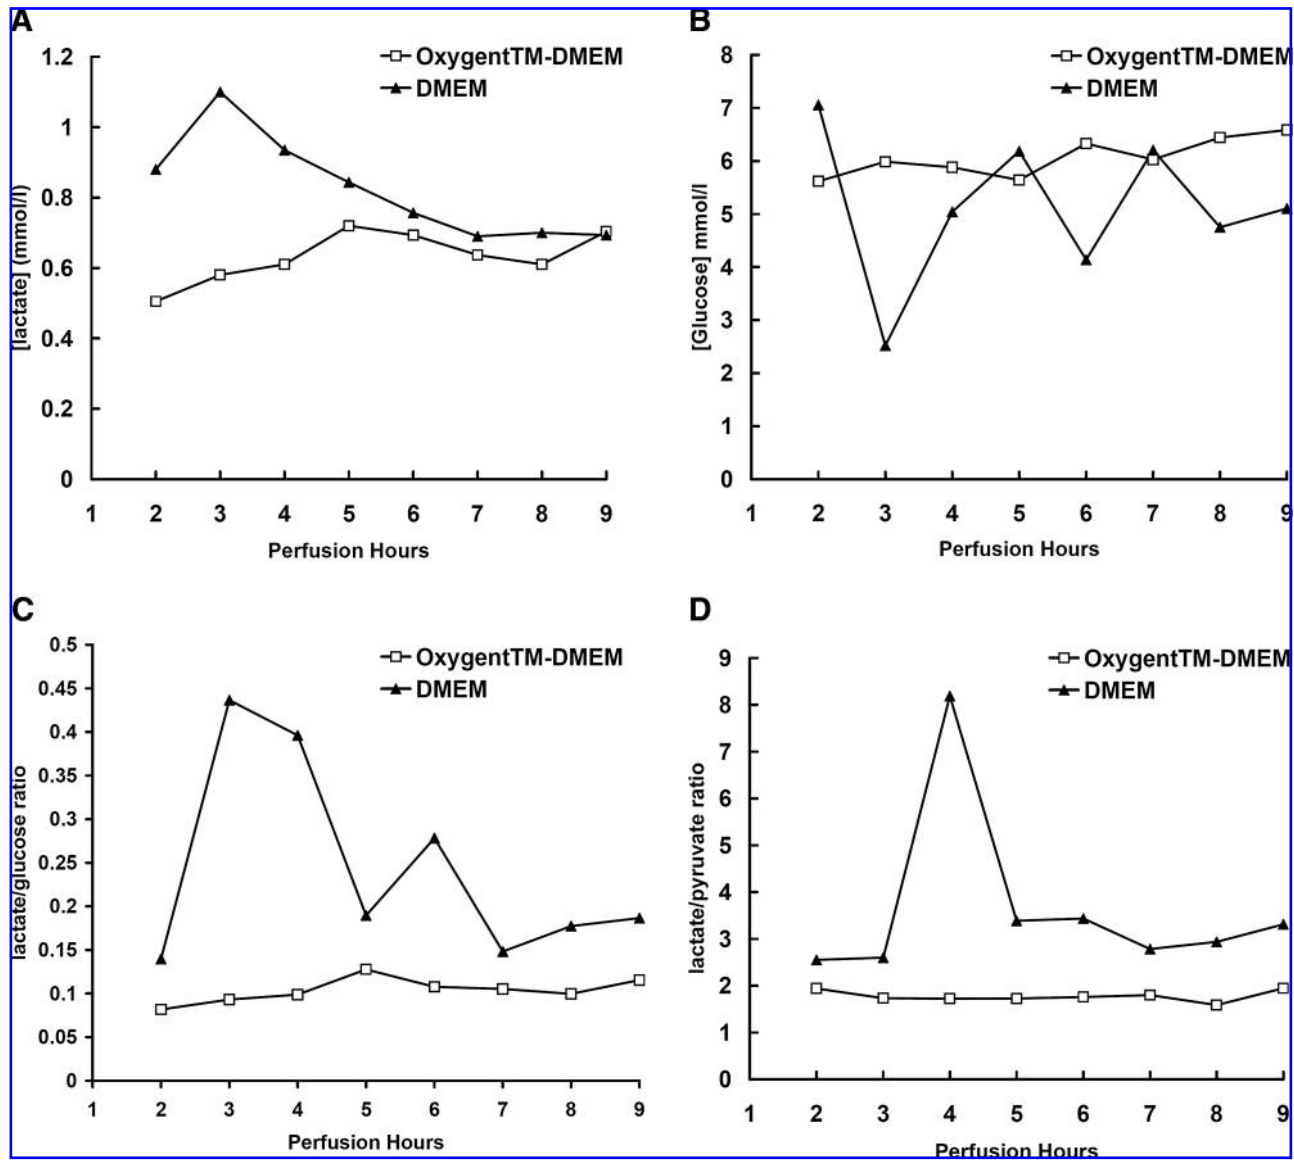 A
1.2
1
0.8
0.6
0.4
0.2
0
[lactate] (mmol/l)
OxygentTM-DMEM
DMEM
1 2 3 4 5 6 7 8 9
Perfusion Hours
B
8
7
6
5
4
3
2
1
0
[Glucose] mmol/l
OxygentTM-DMEM
DMEM
1 2 3 4 5 6 7 8 9
Perfusion Hours
C
0.5
0.45
0.4
0.35
0.3
0.25
0.2
0.15
0.1
0.05
0
lactate/glucose ratio
OxygentTM-DMEM
DMEM
1 2 3 4 5 6 7 8 9
Perfusion Hours
D
9
8
7
6
5
4
3
2
1
0
lactate/pyruvate ratio
OxygentTM-DMEM
DMEM
1 2 3 4 5 6 7 8 9
Perfusion Hours